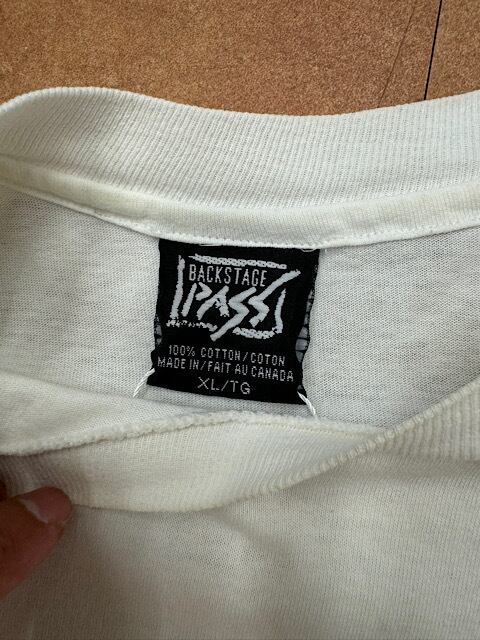 BACKSTAGE
PASS
100% COTTON/COTON
MADE IN/FAIT AU CANADA
XL/TG